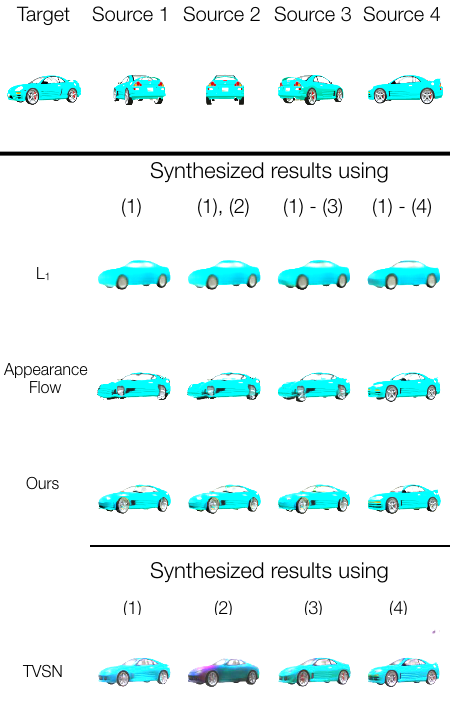 Target Source 1 Source 2 Source 3 Source 4
Synthesized results using
(1) (1), (2) (1) - (3) (1) - (4)
L₁
Appearance
Flow
Ours
Synthesized results using
(1) (2) (3) (4)
TVSN